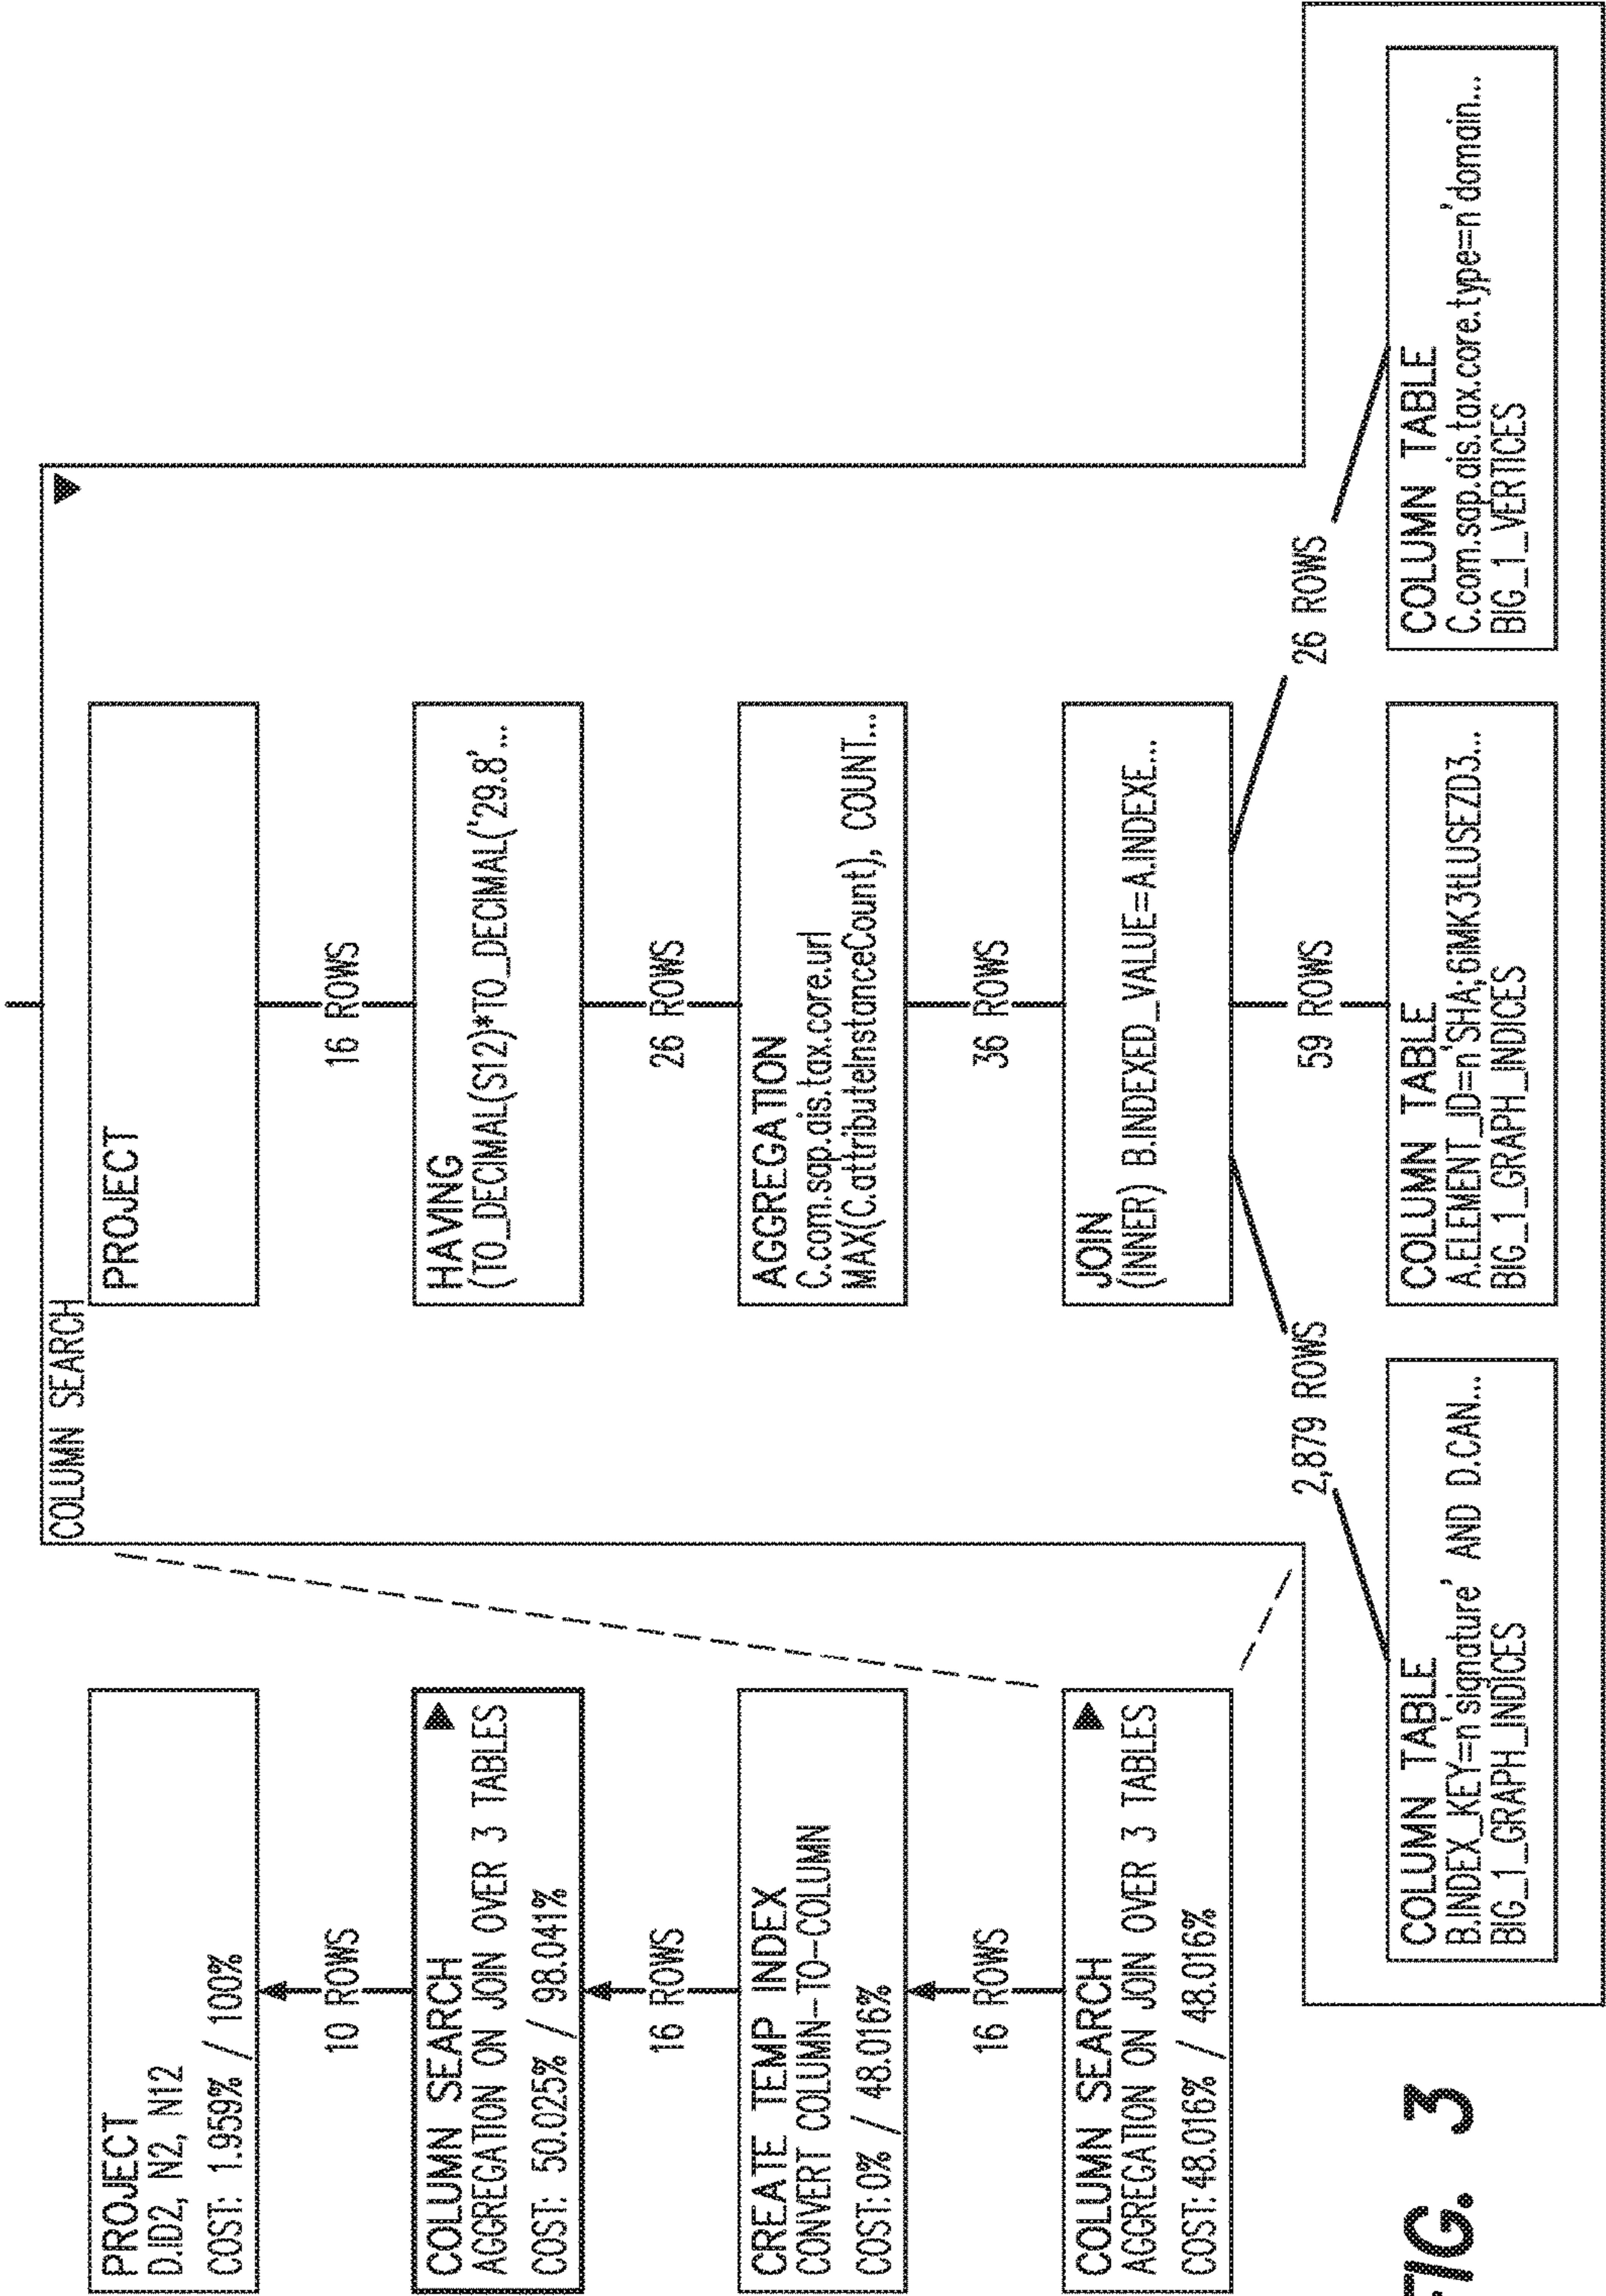 PROJECT
D.ID2, N2, N12
COST: 1.959% / 100%
10 ROWS
COLUMN SEARCH
AGGREGATION ON JOIN OVER 3 TABLES
COST: 50.025% / 98.041%
16 ROWS
CREATE TEMP INDEX
CONVERT COLUMN-TO-COLUMN
COST: 0% / 48.016%
16 ROWS
COLUMN SEARCH
AGGREGATION ON JOIN OVER 3 TABLES
COST: 48.016% / 48.016%
COLUMN SEARCH
PROJECT
16 ROWS
HAVING
(TO_DECIMAL(S12)*TO_DECIMAL('29.8'...
26 ROWS
AGGREGATION
C.com.sap.ais.tax.core.url
MAX(C.attributeInstanceCount), COUNT...
36 ROWS
JOIN
(INNER) B.INDEXED_VALUE=A.INDEXE...
2,879 ROWS
59 ROWS
26 ROWS
COLUMN TABLE
B.INDEX_KEY=n'signature' AND D.CAN...
BIG_1_GRAPH_INDICES
COLUMN TABLE
A.ELEMENT_ID=n'SHA;6IMK3tLUSEZD3...
BIG_1_GRAPH_INDICES
COLUMN TABLE
C.com.sap.ais.tax.core.type=n'domain...
BIG_1_VERTICES
FIG. 3